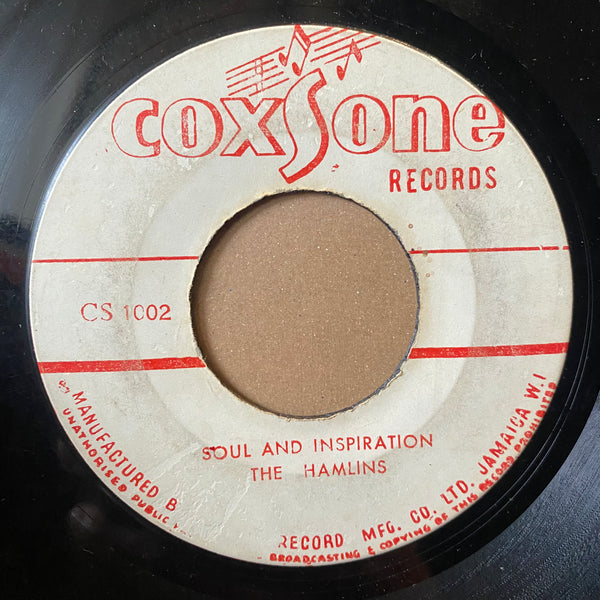 coxsone
RECORDS
CS 1002
SOUL AND INSPIRATION
THE HAMLINS
MANUFACTURED B RECORD MFG. CO. LTD. JAMAICA W.I
UNAUTHORISED PUBLIC BROADCASTING & COPYING OF THIS RECORD PROHIBITED